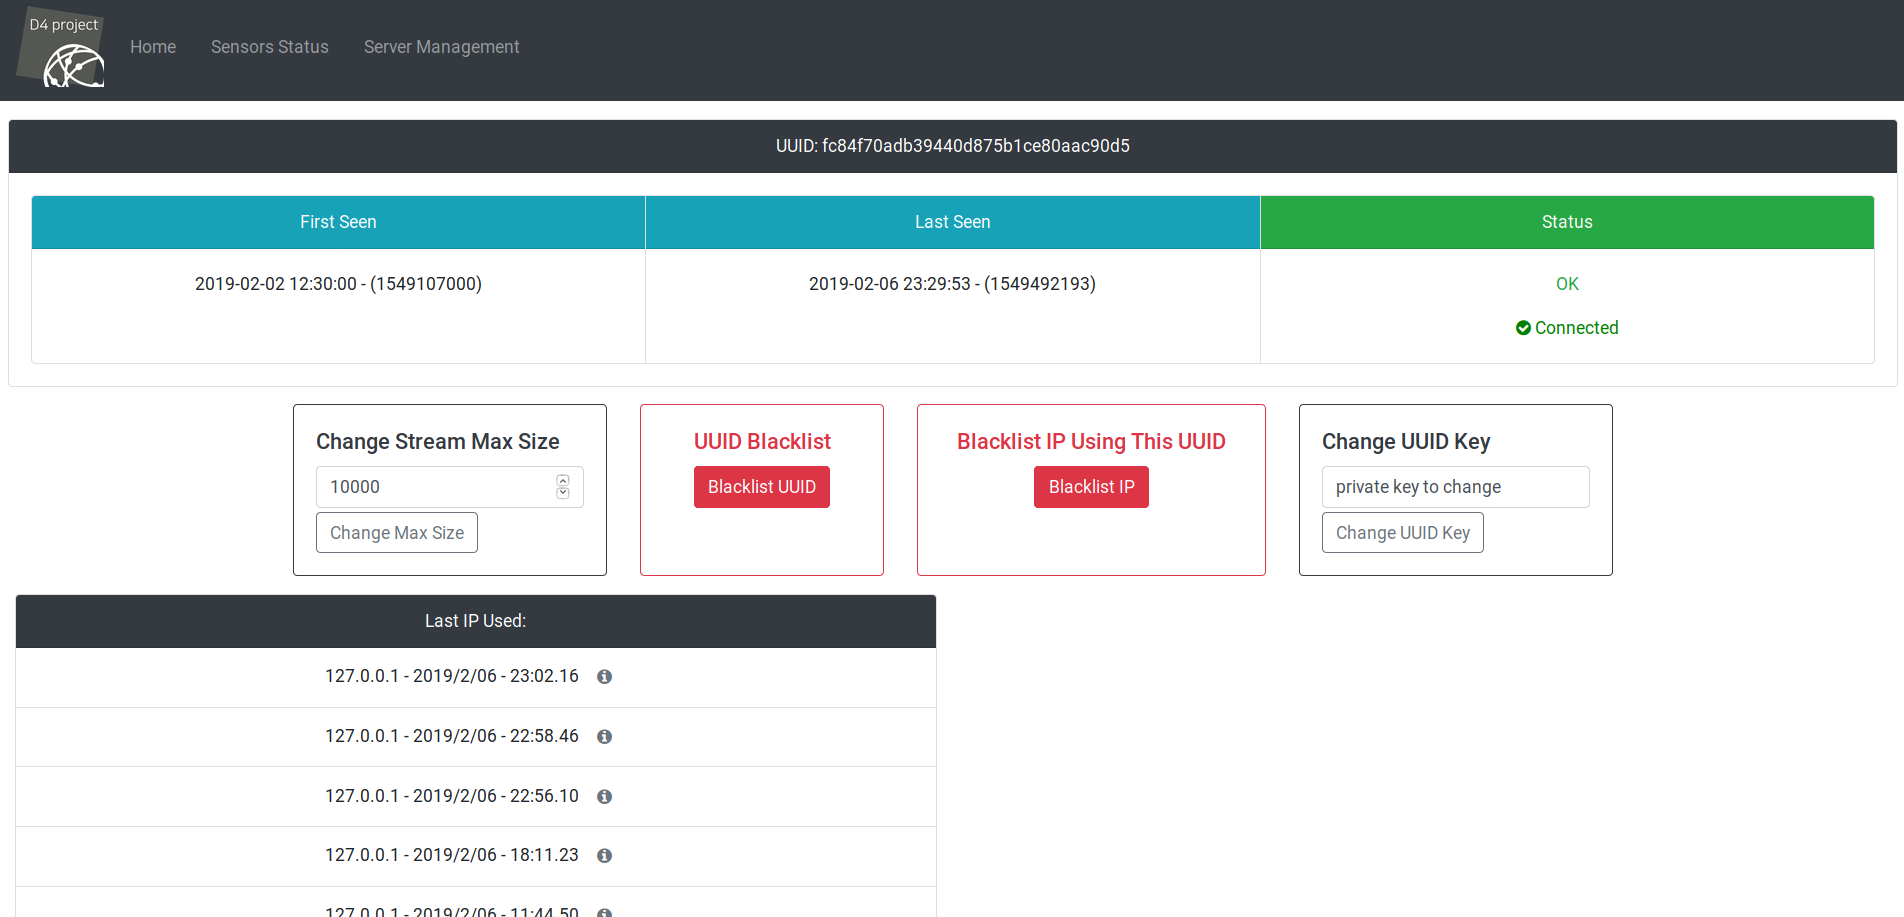 D4 project
Home Sensors Status Server Management
UUID: fc84f70adb39440d875b1ce80aac90d5
First Seen Last Seen Status
2019-02-02 12:30:00 - (1549107000) 2019-02-06 23:29:53 - (1549492193) OK
Connected
Change Stream Max Size UUID Blacklist Blacklist IP Using This UUID Change UUID Key
10000 Blacklist UUID Blacklist IP private key to change
Change Max Size Change UUID Key
Last IP Used:
127.0.0.1 - 2019/2/06 - 23:02.16
127.0.0.1 - 2019/2/06 - 22:58.46
127.0.0.1 - 2019/2/06 - 22:56.10
127.0.0.1 - 2019/2/06 - 18:11.23
127.0.0.1 - 2019/2/06 - 11:44.50